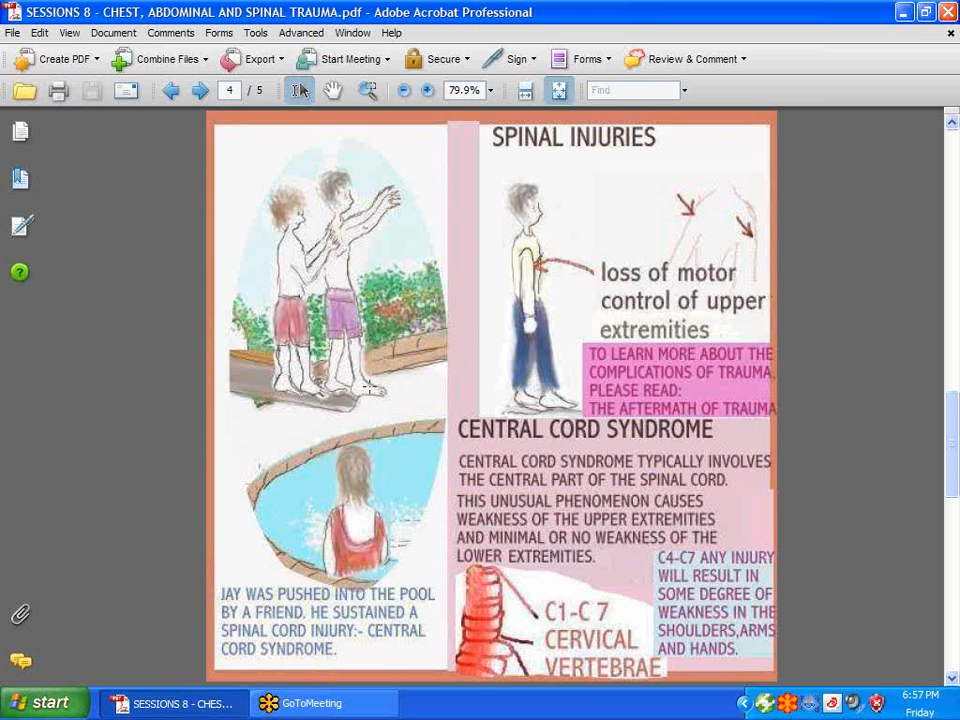 SESSIONS 8 - CHEST, ABDOMINAL AND SPINAL TRAUMA.pdf - Adobe Acrobat Professional
File Edit View Document Comments Forms Tools Advanced Window Help
Create PDF Combine Files Export Start Meeting Secure Sign Forms Review & Comment
4 / 5 79.9% Find
SPINAL INJURIES
loss of motor
control of upper
extremities
TO LEARN MORE ABOUT THE
COMPLICATIONS OF TRAUMA,
PLEASE READ:
THE AFTERMATH OF TRAUMA
CENTRAL CORD SYNDROME
CENTRAL CORD SYNDROME TYPICALLY INVOLVES
THE CENTRAL PART OF THE SPINAL CORD.
THIS UNUSUAL PHENOMENON CAUSES
WEAKNESS OF THE UPPER EXTREMITIES
AND MINIMAL OR NO WEAKNESS OF THE
LOWER EXTREMITIES.
C4-C7 ANY INJURY
WILL RESULT IN
SOME DEGREE OF
WEAKNESS IN THE
SHOULDERS,ARMS
AND HANDS.
C1-C 7
CERVICAL
VERTEBRAE
JAY WAS PUSHED INTO THE POOL
BY A FRIEND. HE SUSTAINED A
SPINAL CORD INJURY:- CENTRAL
CORD SYNDROME.
start SESSIONS 8 - CHES... GoToMeeting 6:57 PM
Friday